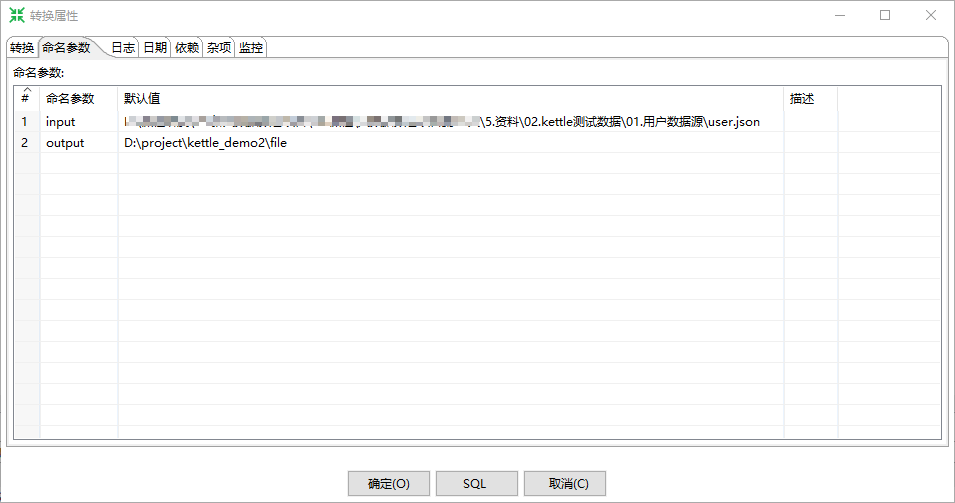 转换属性
转换 命名参数 日志 日期 依赖 杂项 监控
命名参数:
# 命名参数 默认值 描述
1 input \5.资料\02.kettle测试数据\01.用户数据源\user.json
2 output D:\project\kettle_demo2\file
确定(O) SQL 取消(C)